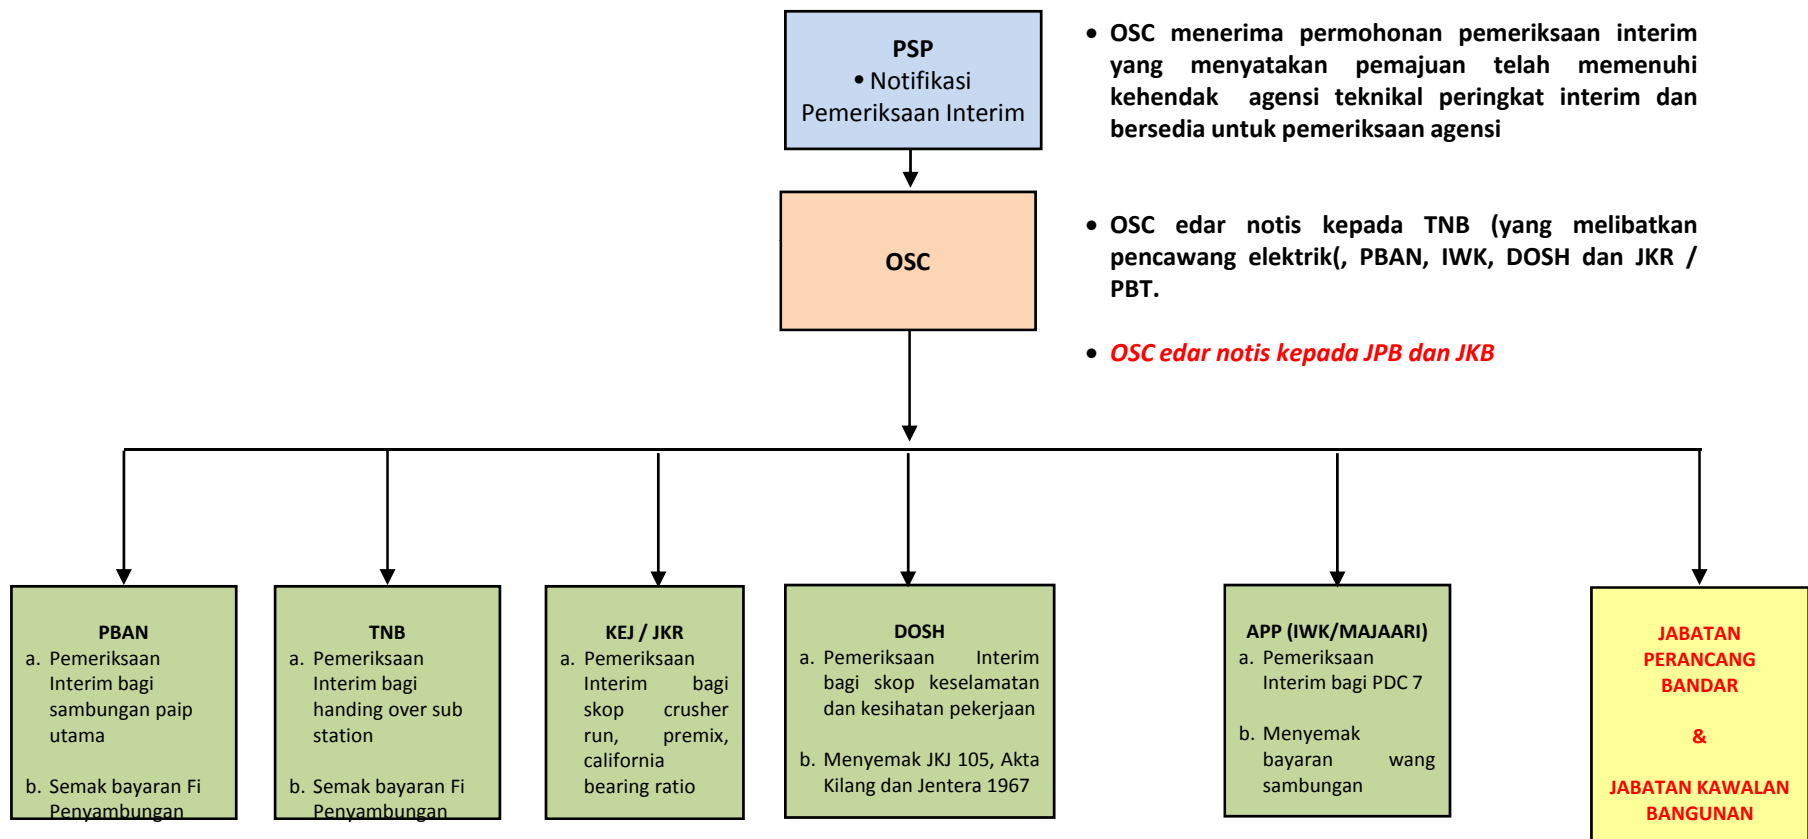 PSP
• Notifikasi
Pemeriksaan Interim
• OSC menerima permohonan pemeriksaan interim
yang menyatakan pemajuan telah memenuhi
kehendak agensi teknikal peringkat interim dan
bersedia untuk pemeriksaan agensi
OSC
• OSC edar notis kepada TNB (yang melibatkan
pencawang elektrik(, PBAN, IWK, DOSH dan JKR /
PBT.
• OSC edar notis kepada JPB dan JKB
PBAN
a. Pemeriksaan
Interim bagi
sambungan paip
utama
b. Semak bayaran Fi
Penyambungan
TNB
a. Pemeriksaan
Interim bagi
handing over sub
station
b. Semak bayaran Fi
Penyambungan
KEJ / JKR
a. Pemeriksaan
Interim bagi
skop crusher
run, premix,
california
bearing ratio
DOSH
a. Pemeriksaan Interim
bagi skop keselamatan
dan kesihatan pekerjaan
b. Menyemak JKJ 105, Akta
Kilang dan Jentera 1967
APP (IWK/MAJAARI)
a. Pemeriksaan
Interim bagi PDC 7
b. Menyemak
bayaran wang
sambungan
JABATAN
PERANCANG
BANDAR
&
JABATAN KAWALAN
BANGUNAN